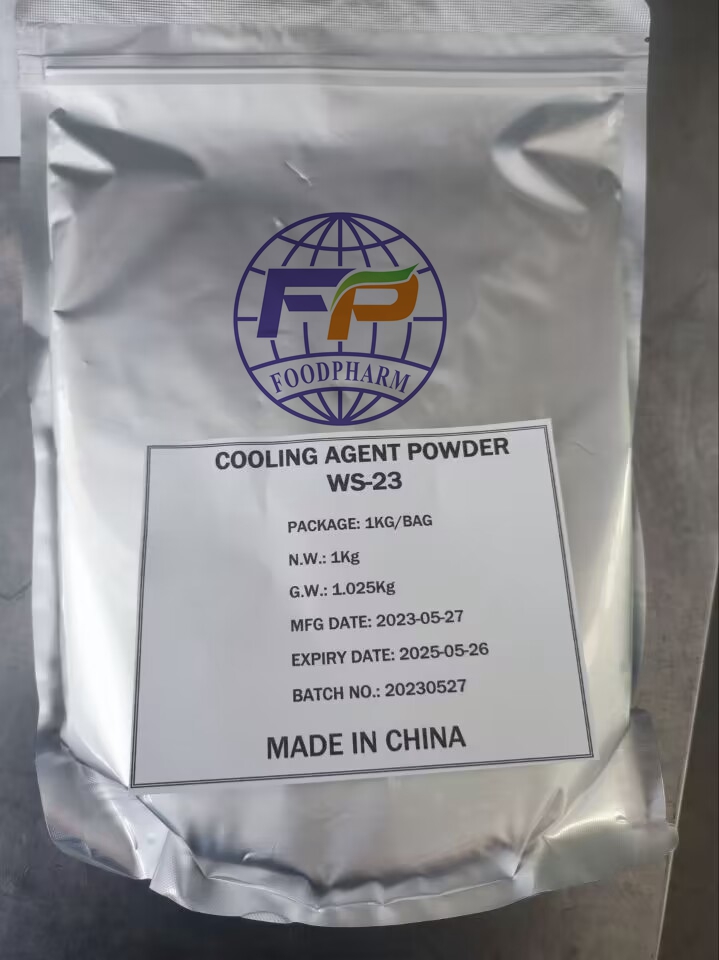 FP
FOODPHARM
COOLING AGENT POWDER
WS-23
PACKAGE: 1KG/BAG
N.W.: 1Kg
G.W.: 1.025Kg
MFG DATE: 2023-05-27
EXPIRY DATE: 2025-05-26
BATCH NO.: 20230527
MADE IN CHINA